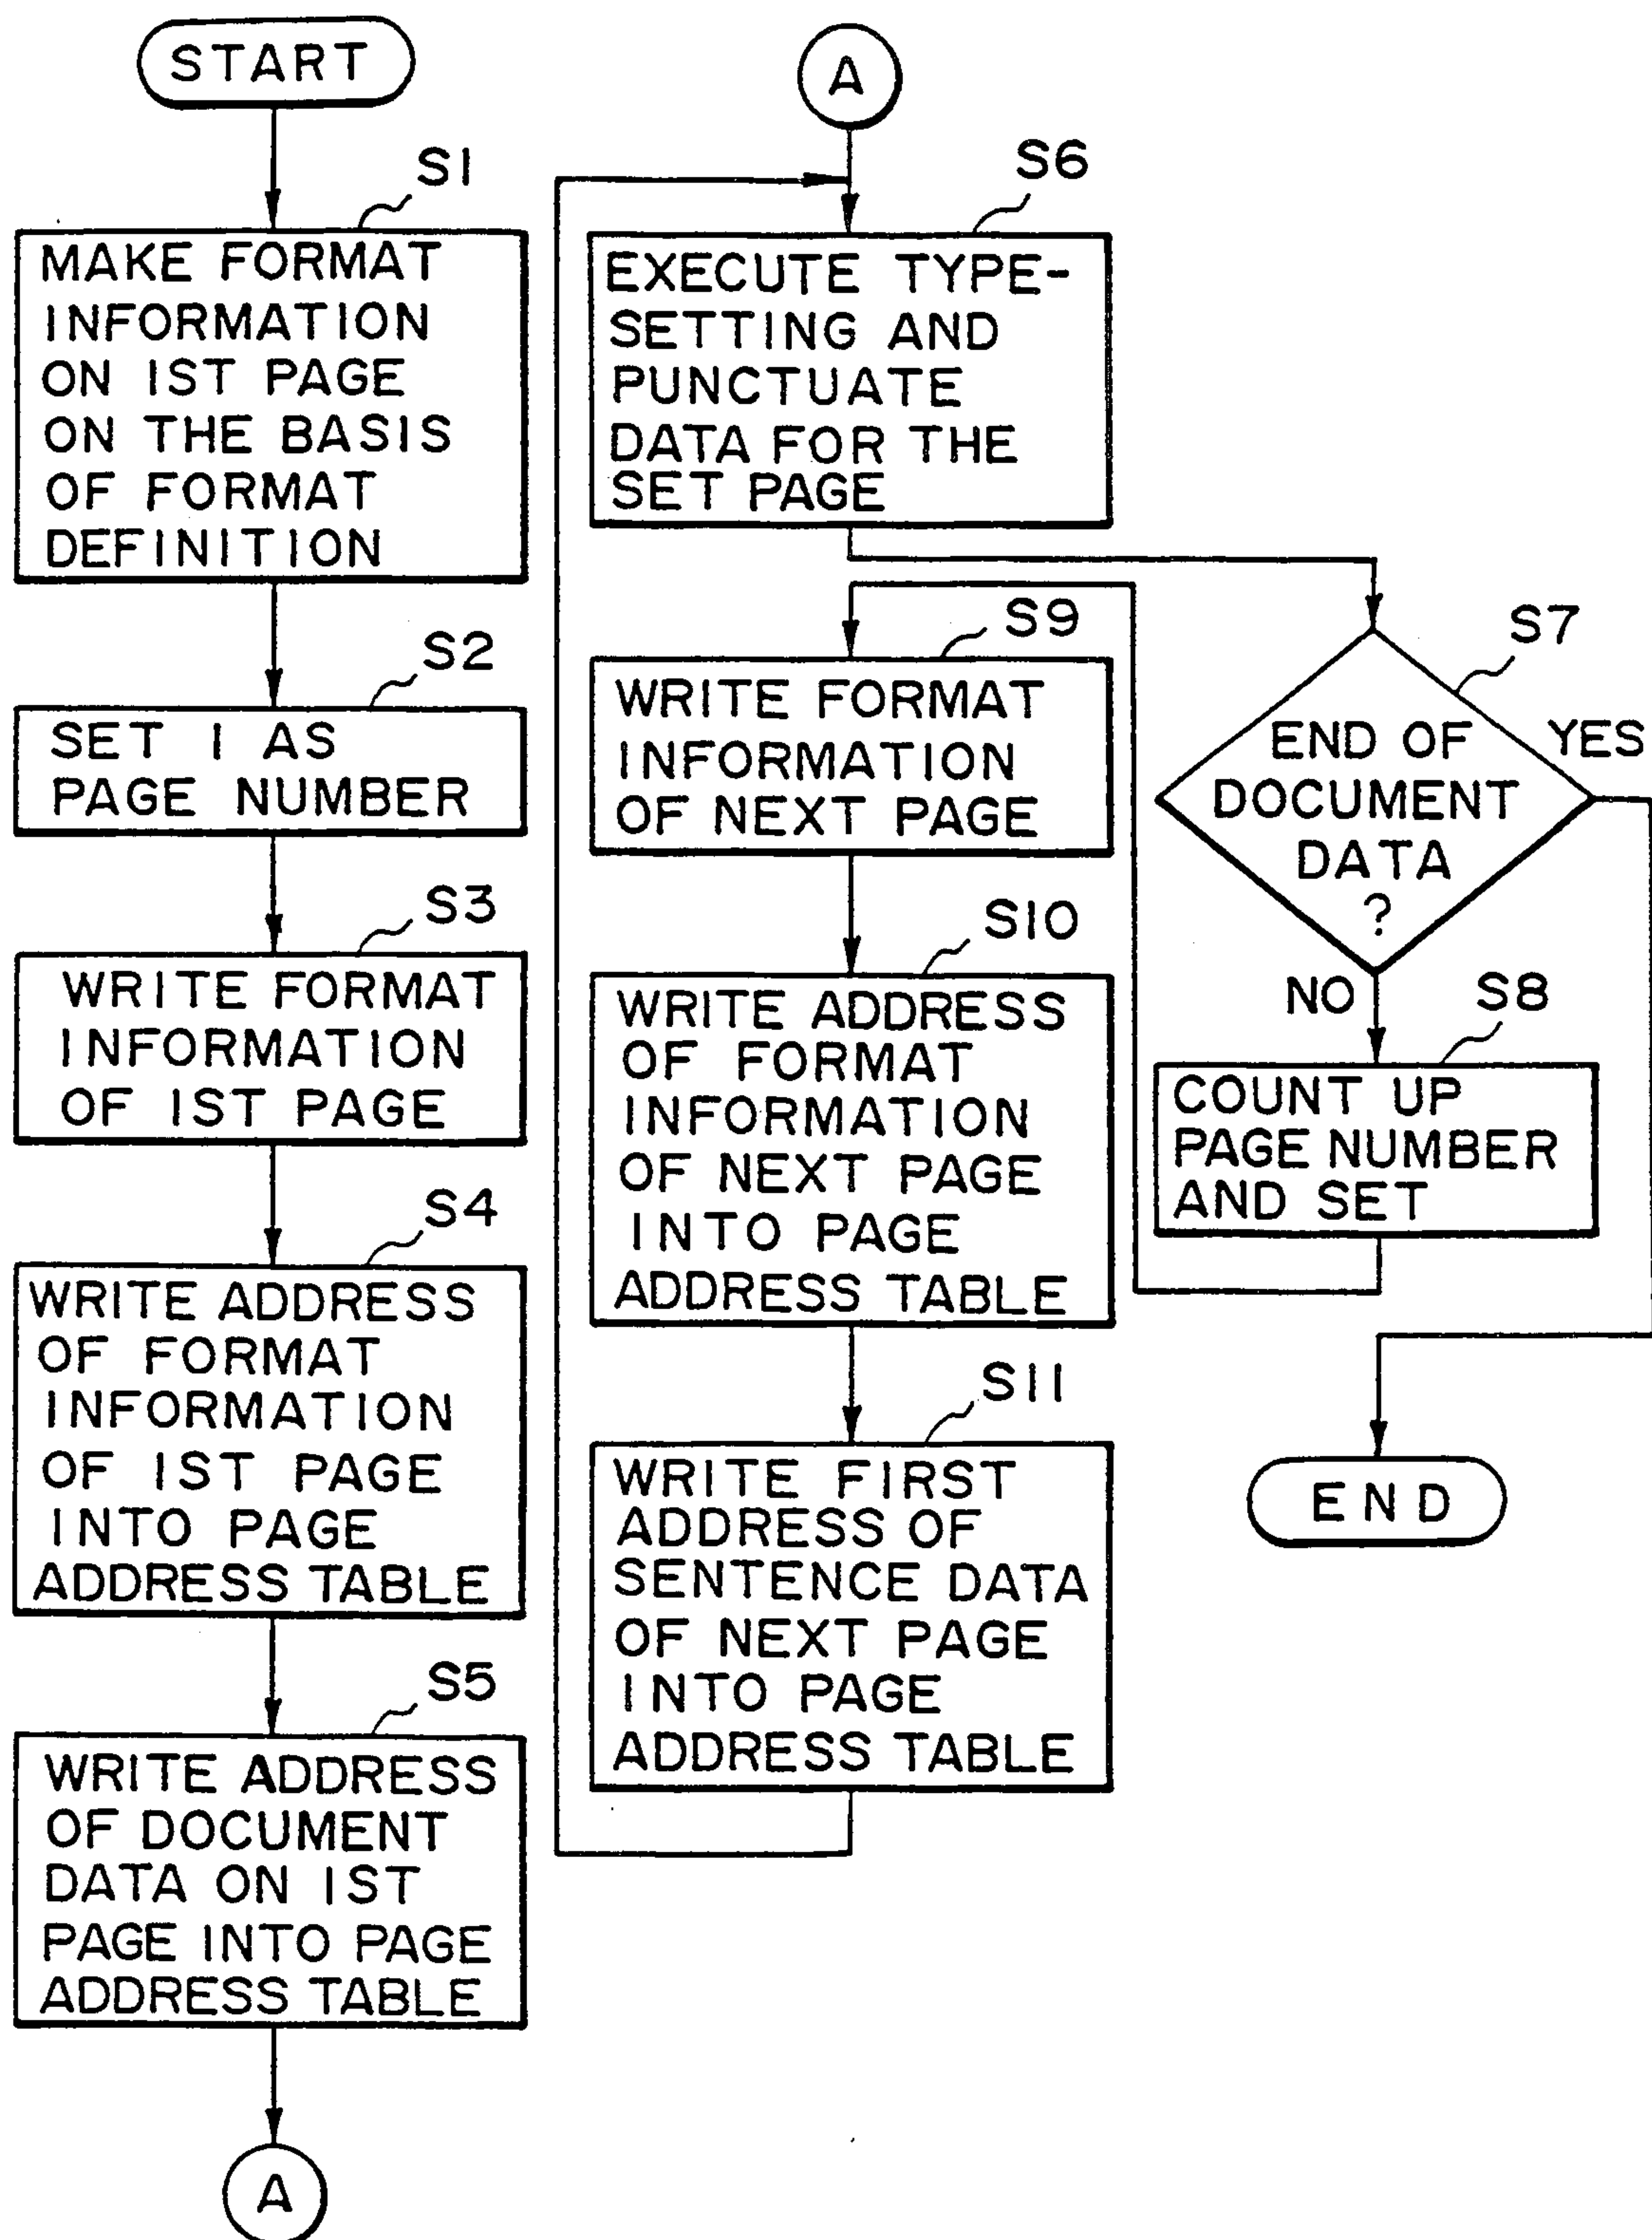 START
S1
MAKE FORMAT
INFORMATION
ON 1ST PAGE
ON THE BASIS
OF FORMAT
DEFINITION
S2
SET 1 AS
PAGE NUMBER
S3
WRITE FORMAT
INFORMATION
OF 1ST PAGE
S4
WRITE ADDRESS
OF FORMAT
INFORMATION
OF 1ST PAGE
INTO PAGE
ADDRESS TABLE
S5
WRITE ADDRESS
OF DOCUMENT
DATA ON 1ST
PAGE INTO PAGE
ADDRESS TABLE
A
A
S6
EXECUTE TYPE-
SETTING AND
PUNCTUATE
DATA FOR THE
SET PAGE
S7
END OF
DOCUMENT
DATA
?
YES
NO
S8
COUNT UP
PAGE NUMBER
AND SET
S9
WRITE FORMAT
INFORMATION
OF NEXT PAGE
S10
WRITE ADDRESS
OF FORMAT
INFORMATION
OF NEXT PAGE
INTO PAGE
ADDRESS TABLE
S11
WRITE FIRST
ADDRESS OF
SENTENCE DATA
OF NEXT PAGE
INTO PAGE
ADDRESS TABLE
END